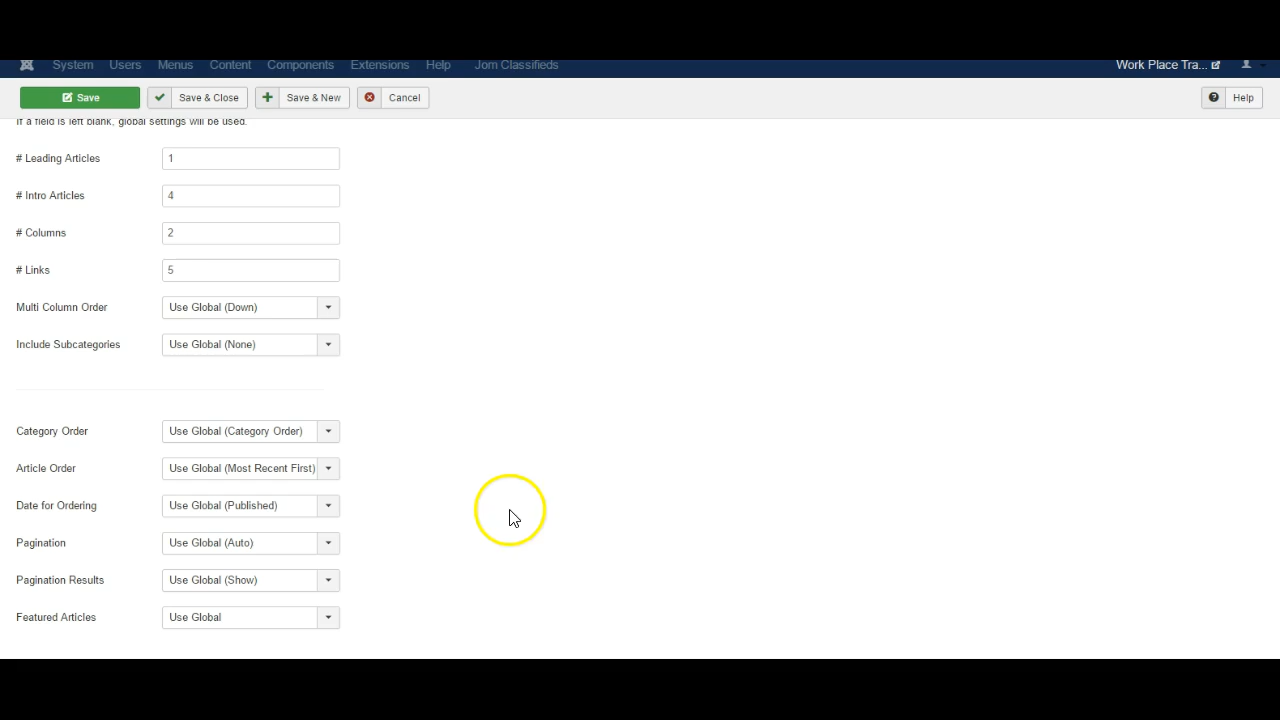 System Users Menus Content Components Extensions Help Jom Classifieds Work Place Tra...
Save Save & Close Save & New Cancel Help
If a field is left blank, global settings will be used.
# Leading Articles 1
# Intro Articles 4
# Columns 2
# Links 5
Multi Column Order Use Global (Down)
Include Subcategories Use Global (None)
Category Order Use Global (Category Order)
Article Order Use Global (Most Recent First)
Date for Ordering Use Global (Published)
Pagination Use Global (Auto)
Pagination Results Use Global (Show)
Featured Articles Use Global